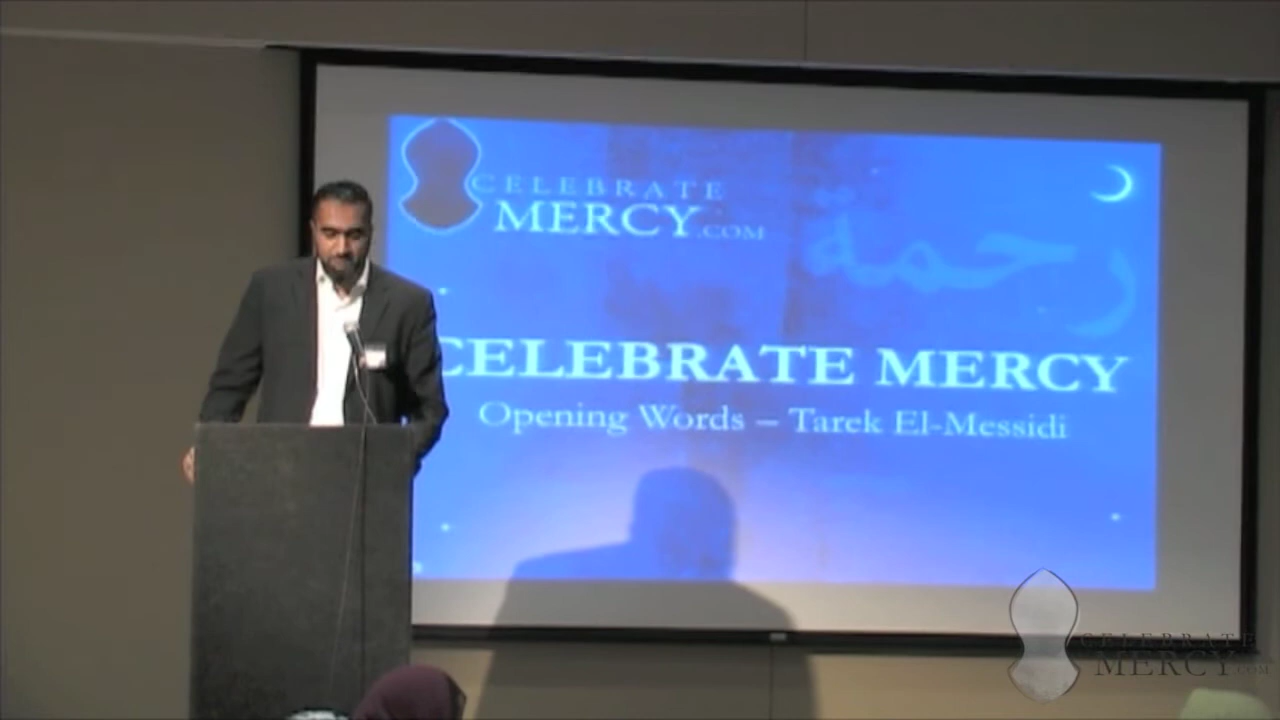 CELEBRATE
MERCY.COM
رحمة
CELEBRATE MERCY
Opening Words – Tarek El-Messidi
CELEBRATE
MERCY.COM